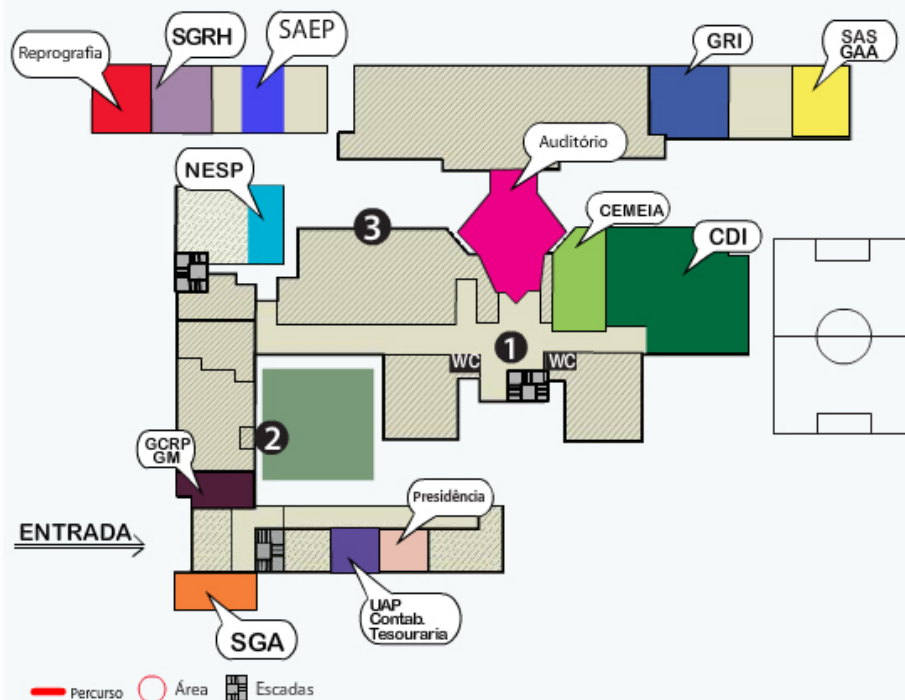 Reprografia
SGRH
SAEP
GRI
SAS
GAA
Auditório
NESP
CEMEIA
CDI
3
1
WC
WC
2
GCRP
GM
Presidência
ENTRADA
UAP
Contab.
Tesouraria
SGA
Percurso
Área
Escadas